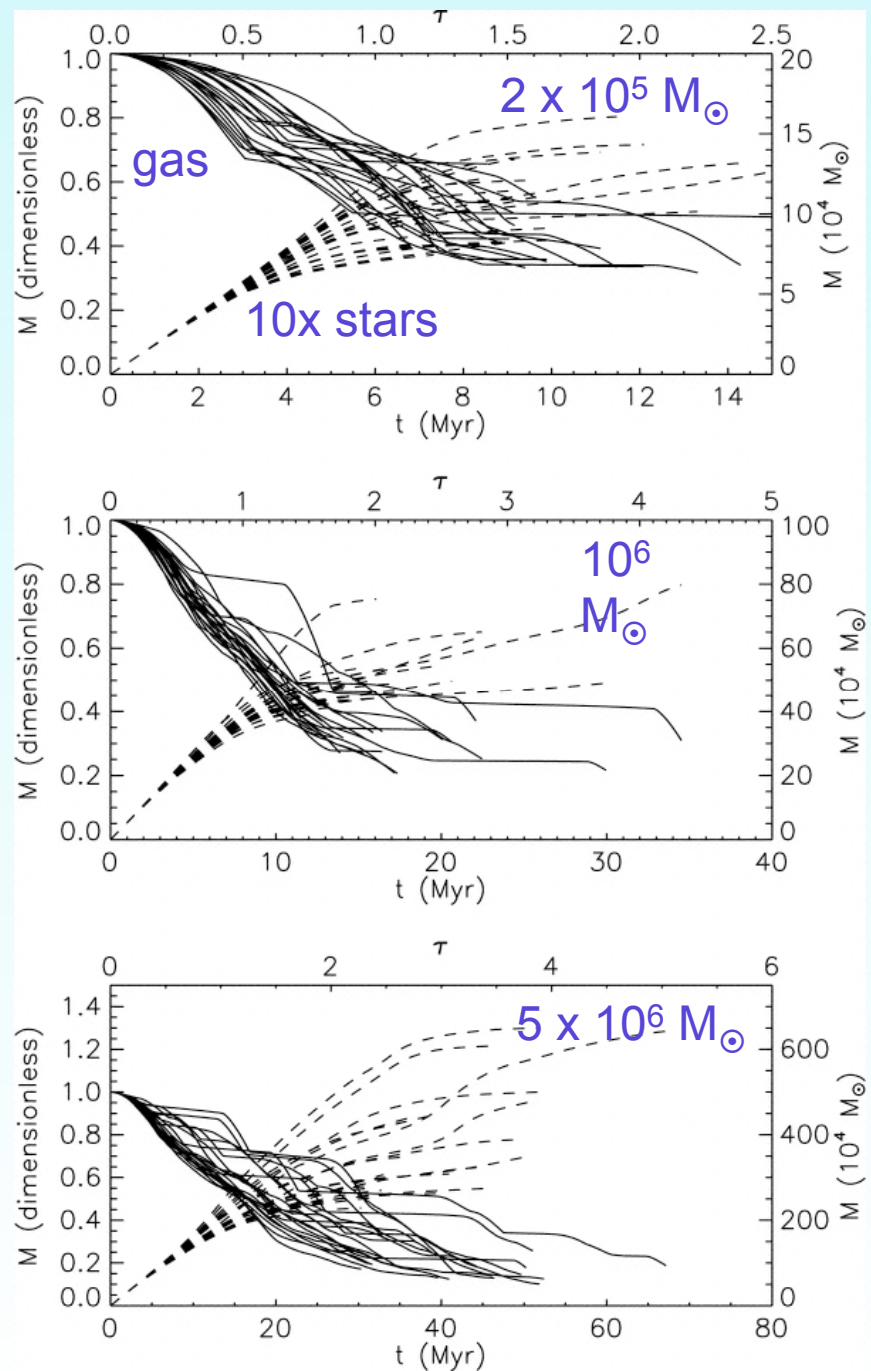 τ
0.0 0.5 1.0 1.5 2.0 2.5
1.0 0.8 0.6 0.4 0.2 0.0
M (dimensionless)
gas
2 x 10⁵ M☉
10x stars
20 15 10 5 0
M (10⁴ M☉)
0 2 4 6 8 10 12 14
t (Myr)
τ
0 1 2 3 4 5
1.0 0.8 0.6 0.4 0.2 0.0
M (dimensionless)
10⁶
M☉
100 80 60 40 20 0
M (10⁴ M☉)
0 10 20 30 40
t (Myr)
τ
0 2 4 6
1.4 1.2 1.0 0.8 0.6 0.4 0.2 0.0
M (dimensionless)
5 x 10⁶ M☉
600 400 200 0
M (10⁴ M☉)
0 20 40 60 80
t (Myr)